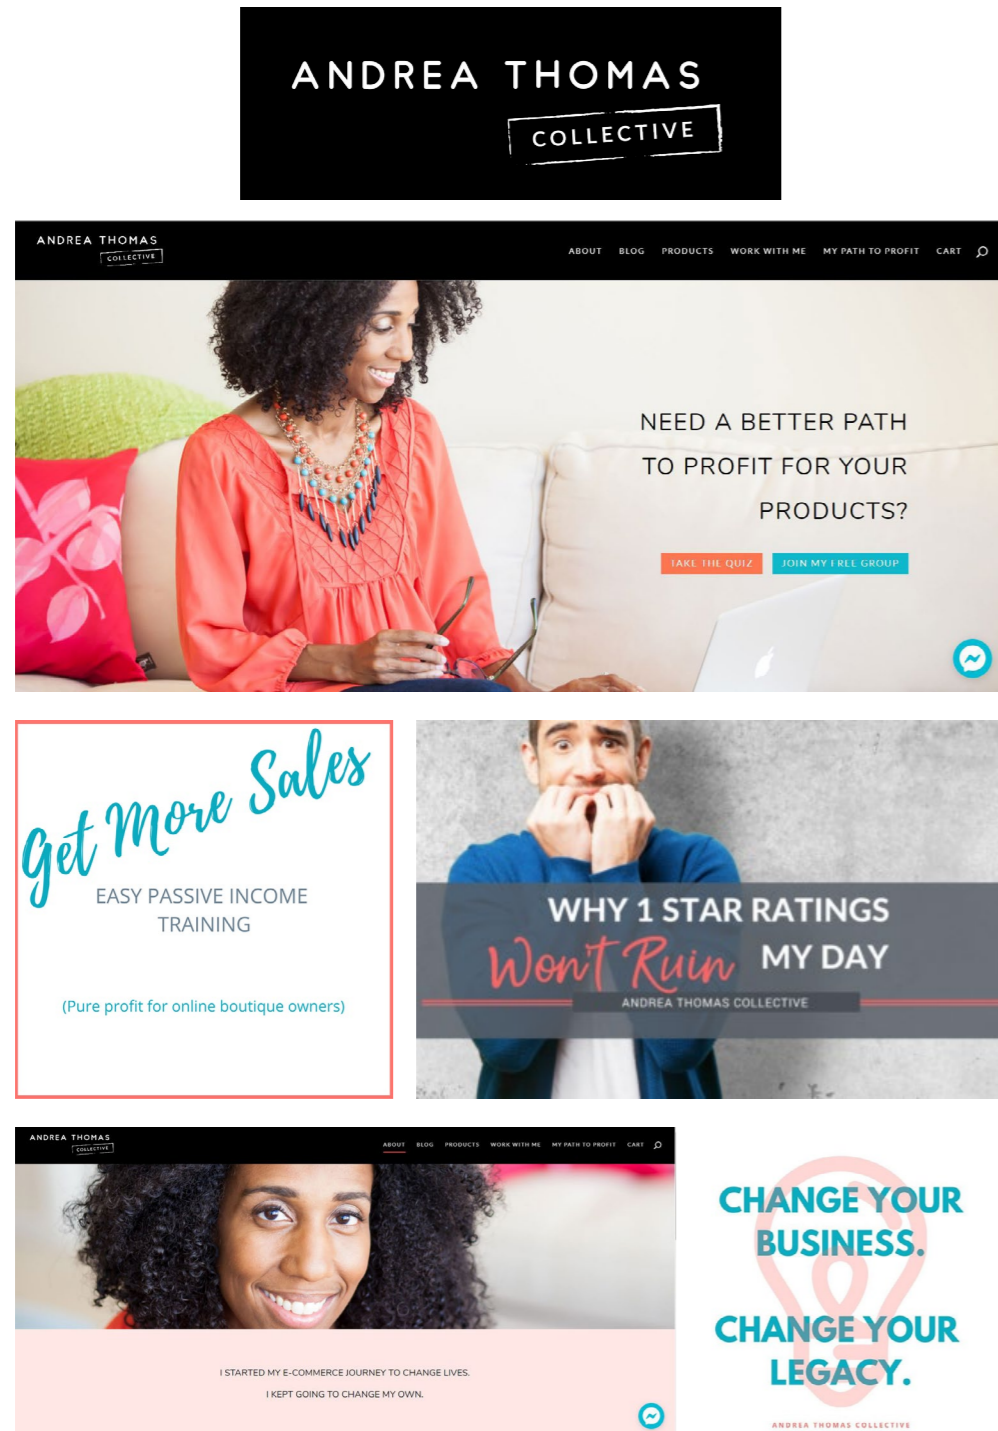 ANDREA THOMAS
COLLECTIVE
ANDREA THOMAS
COLLECTIVE
ABOUT BLOG PRODUCTS WORK WITH ME MY PATH TO PROFIT CART
NEED A BETTER PATH
TO PROFIT FOR YOUR
PRODUCTS?
TAKE THE QUIZ JOIN MY FREE GROUP
Get More Sales
EASY PASSIVE INCOME
TRAINING
(Pure profit for online boutique owners)
WHY 1 STAR RATINGS
Won't Ruin MY DAY
ANDREA THOMAS COLLECTIVE
ANDREA THOMAS
COLLECTIVE
ABOUT BLOG PRODUCTS WORK WITH ME MY PATH TO PROFIT CART
I STARTED MY E-COMMERCE JOURNEY TO CHANGE LIVES.
I KEPT GOING TO CHANGE MY OWN.
CHANGE YOUR
BUSINESS.
CHANGE YOUR
LEGACY.
ANDREA THOMAS COLLECTIVE